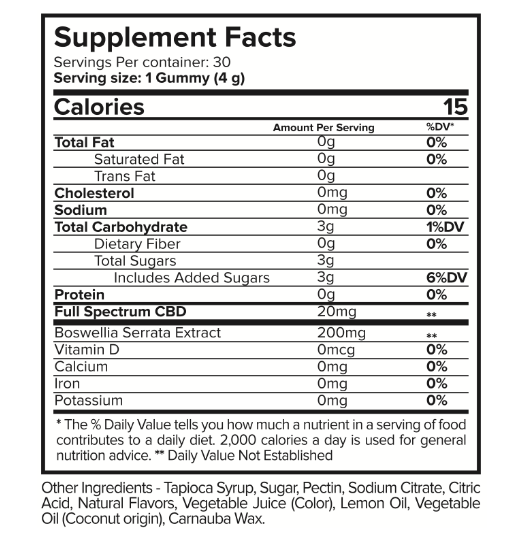 Supplement Facts
Servings Per container: 30
Serving size: 1 Gummy (4 g)
Calories 15
Amount Per Serving %DV*
Total Fat 0g 0%
Saturated Fat 0g 0%
Trans Fat 0g
Cholesterol 0mg 0%
Sodium 0mg 0%
Total Carbohydrate 3g 1%DV
Dietary Fiber 0g 0%
Total Sugars 3g
Includes Added Sugars 3g 6%DV
Protein 0g 0%
Full Spectrum CBD 20mg **
Boswellia Serrata Extract 200mg **
Vitamin D 0mcg 0%
Calcium 0mg 0%
Iron 0mg 0%
Potassium 0mg 0%
* The % Daily Value tells you how much a nutrient in a serving of food
contributes to a daily diet. 2,000 calories a day is used for general
nutrition advice. ** Daily Value Not Established
Other Ingredients - Tapioca Syrup, Sugar, Pectin, Sodium Citrate, Citric
Acid, Natural Flavors, Vegetable Juice (Color), Lemon Oil, Vegetable
Oil (Coconut origin), Carnauba Wax.